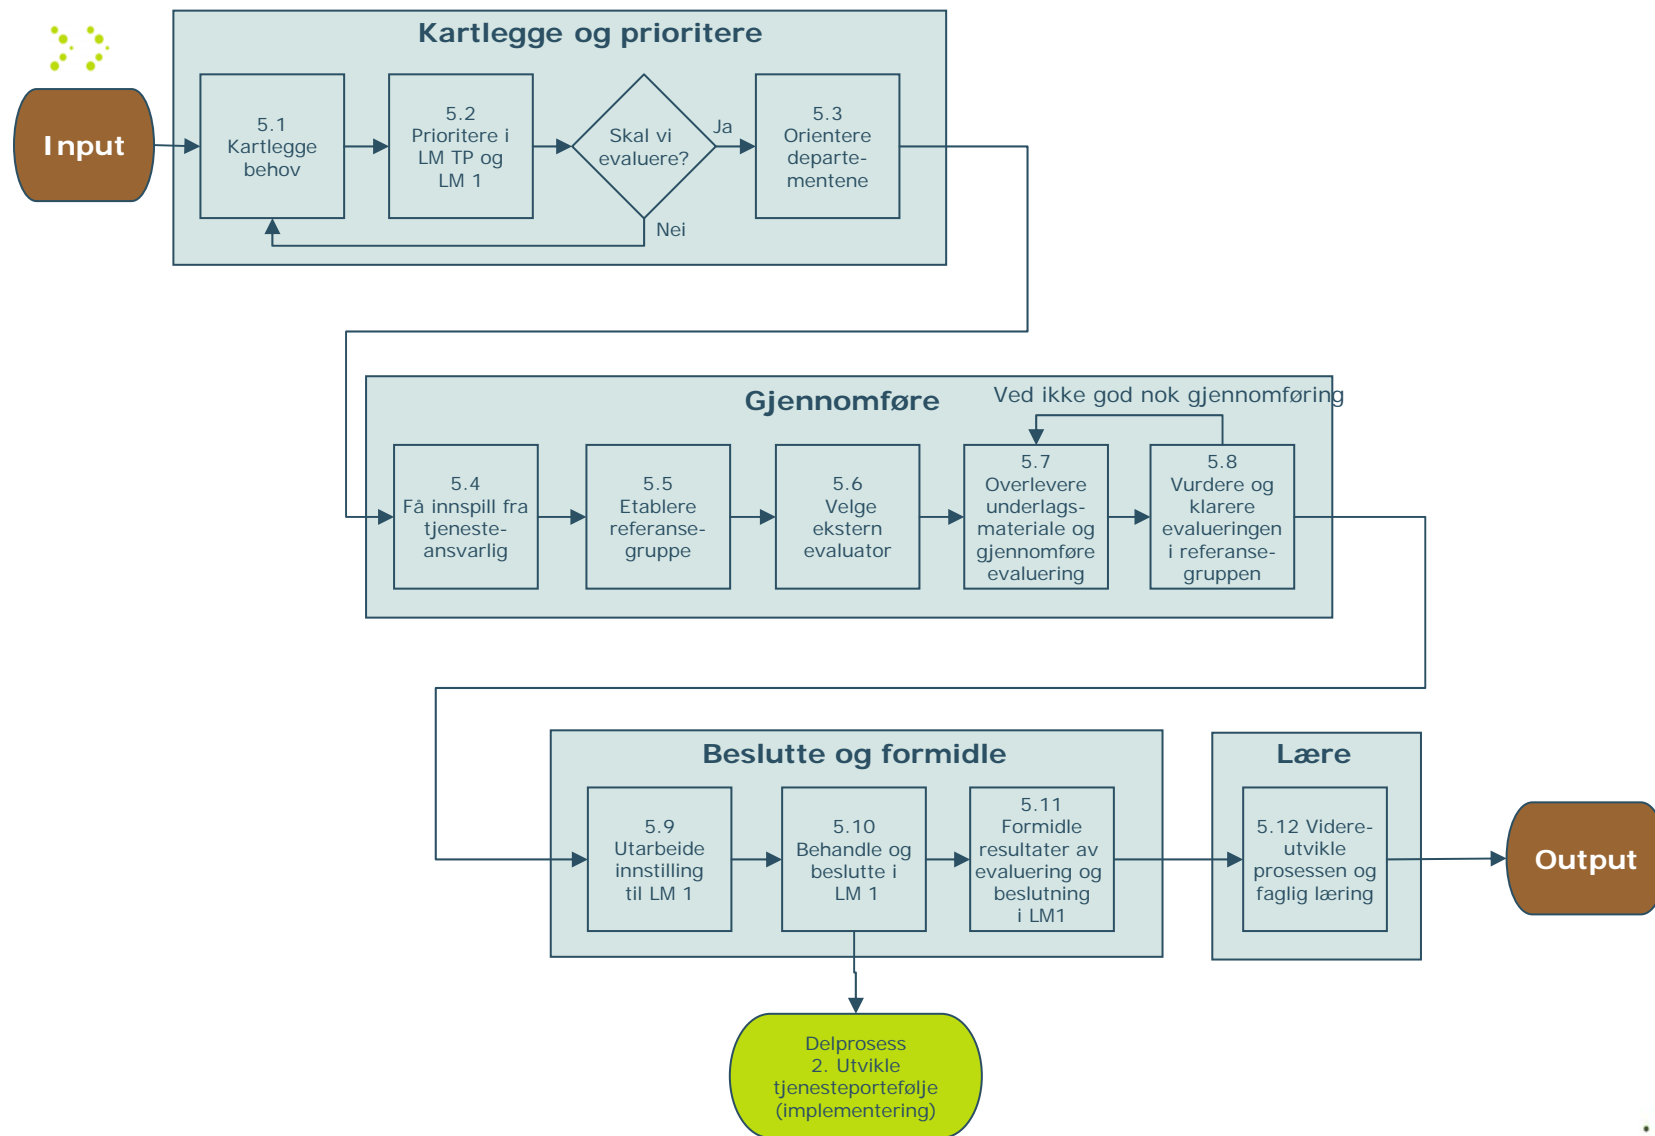 Kartlegge og prioritere
Input
5.1
Kartlegge
behov
5.2
Prioritere i
LM TP og
LM 1
Skal vi
evaluere?
Ja
Nei
5.3
Orientere
departe-
mentene
Gjennomføre
Ved ikke god nok gjennomføring
5.4
Få innspill fra
tjeneste-
ansvarlig
5.5
Etablere
referanse-
gruppe
5.6
Velge
ekstern
evaluator
5.7
Overlevere
underlags-
materiale og
gjennomføre
evaluering
5.8
Vurdere og
klarere
evalueringen
i referanse-
gruppen
Beslutte og formidle
5.9
Utarbeide
innstilling
til LM 1
5.10
Behandle og
beslutte i
LM 1
5.11
Formidle
resultater av
evaluering og
beslutning
i LM1
Lære
5.12 Videre-
utvikle
prosessen og
faglig læring
Output
Delprosess
2. Utvikle
tjenesteportefølje
(implementering)